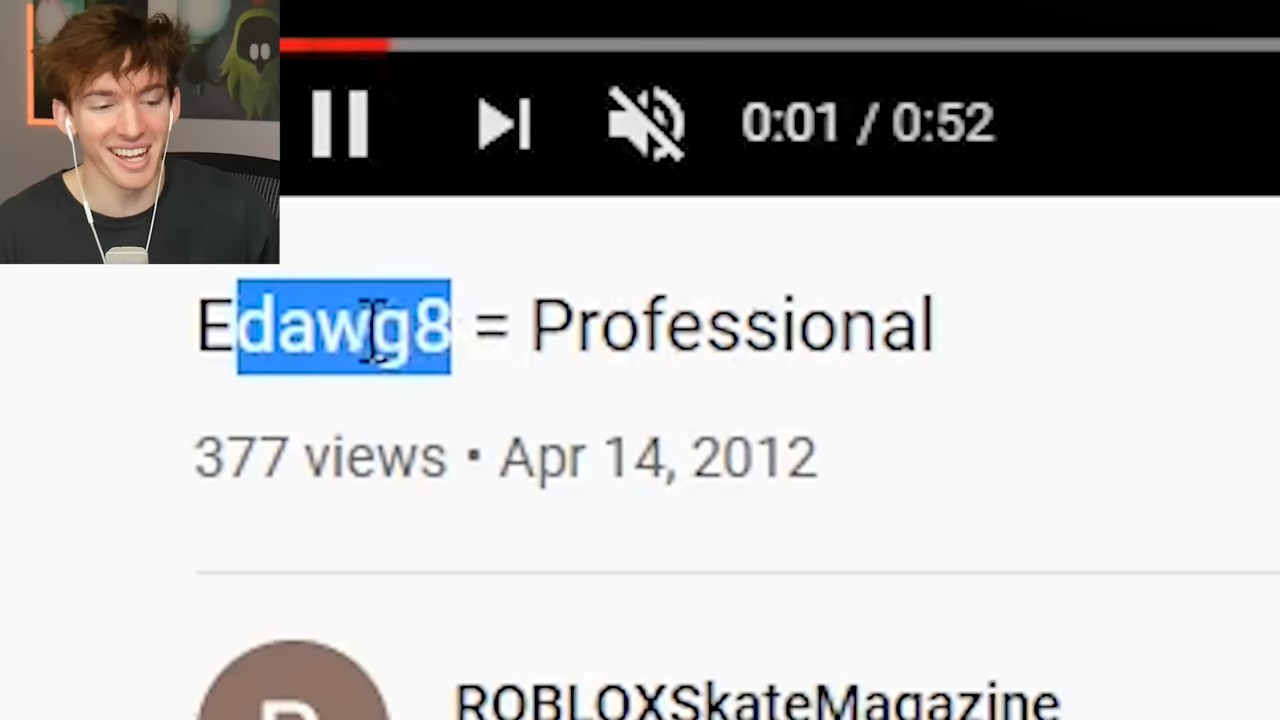 0:01 / 0:52
Edawg8 = Professional
377 views • Apr 14, 2012
ROBLOXSkateMagazine